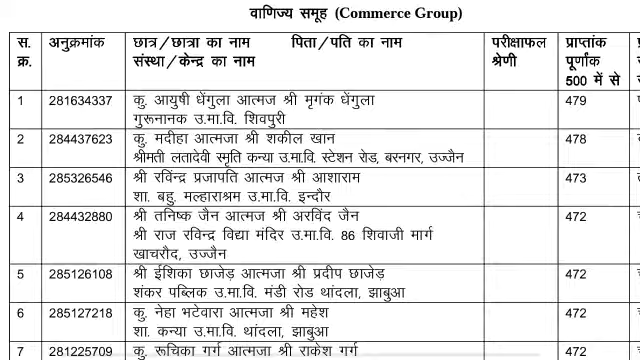 वाणिज्य समूह (Commerce Group)
स. क्र. अनुक्रमांक छात्र/छात्रा का नाम पिता/पति का नाम संस्था/केन्द्र का नाम परीक्षाफल श्रेणी प्राप्तांक पूर्णांक 500 में से
1 281634337 कु. आयुषी धेंगुला आत्मज श्री मृगंक धेंगुला 479
गुरूनानक उ.मा.वि. शिवपुरी
2 284437623 कु. मदीहा आत्मजा श्री शकील खान 478
श्रीमती लतादेवी स्मृति कन्या उ.मा.वि. स्टेशन रोड, बरनगर, उज्जैन
3 285326546 श्री रविंन्द्र प्रजापति आत्मज श्री आशाराम 473
शा. बहु. मल्हाराश्रम उ.मा.वि. इन्दौर
4 284432880 श्री तनिष्क जैन आत्मज श्री अरविंद जैन 472
श्री राज रविन्द्र विद्या मंदिर उ.मा.वि. 86 शिवाजी मार्ग
खाचरौद, उज्जैन
5 285126108 श्री ईशिका छाजेड़ आत्मजा श्री प्रदीप छाजेड़ 472
शंकर पब्लिक उ.मा.वि. मंडी रोड थांदला, झाबुआ
6 285127218 कु. नेहा भटेवारा आत्मजा श्री महेश 472
शा. कन्या उ.मा.वि. थांदला, झाबुआ
7 281225709 कु. रूचिका गर्ग आत्मजा श्री राकेश गर्ग 472